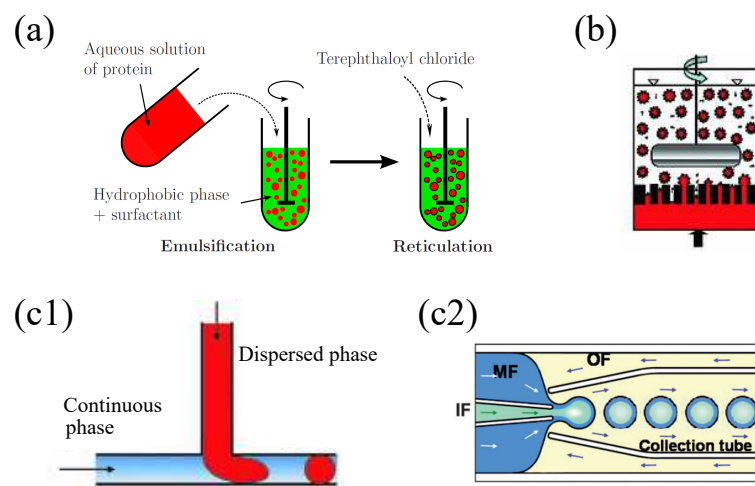 (a)
Aqueous solution
of protein
Terephthaloyl chloride
Hydrophobic phase
+ surfactant
Emulsification
Reticulation
(b)
(c1)
Dispersed phase
Continuous
phase
(c2)
OF
MF
IF
Collection tube